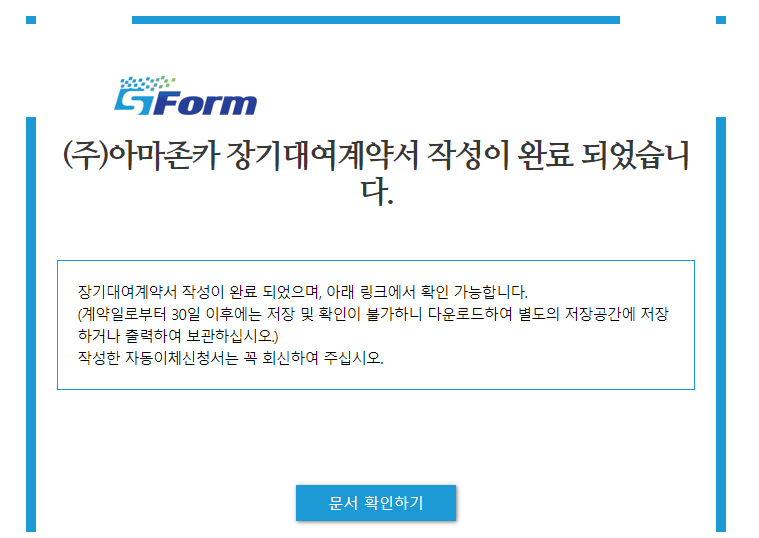 SForm
(주)아마존카 장기대여계약서 작성이 완료 되었습니
다.
장기대여계약서 작성이 완료 되었으며, 아래 링크에서 확인 가능합니다.
(계약일로부터 30일 이후에는 저장 및 확인이 불가하니 다운로드하여 별도의 저장공간에 저장
하거나 출력하여 보관하십시오.)
작성한 자동이체신청서는 꼭 회신하여 주십시오.
문서 확인하기